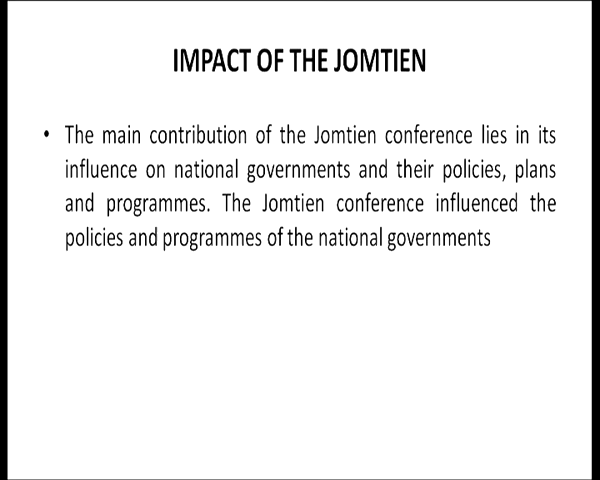 IMPACT OF THE JOMTIEN
• The main contribution of the Jomtien conference lies in its
influence on national governments and their policies, plans
and programmes. The Jomtien conference influenced the
policies and programmes of the national governments